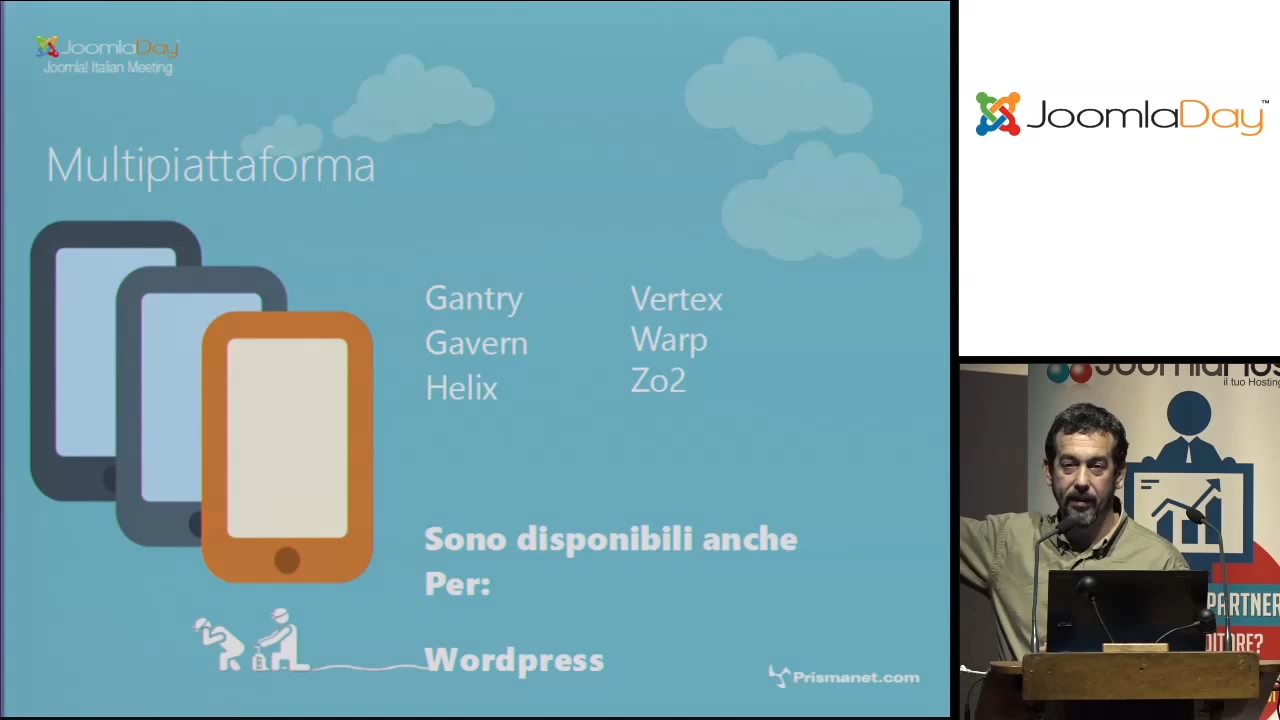 JoomlaDay
Joomla! Italian Meeting
Multipiattaforma
Gantry
Gavern
Helix
Vertex
Warp
Zo2
Sono disponibili anche
Per:
Wordpress
Prismanet.com
JoomlaDay™
il tuo Hosting
PARTNER